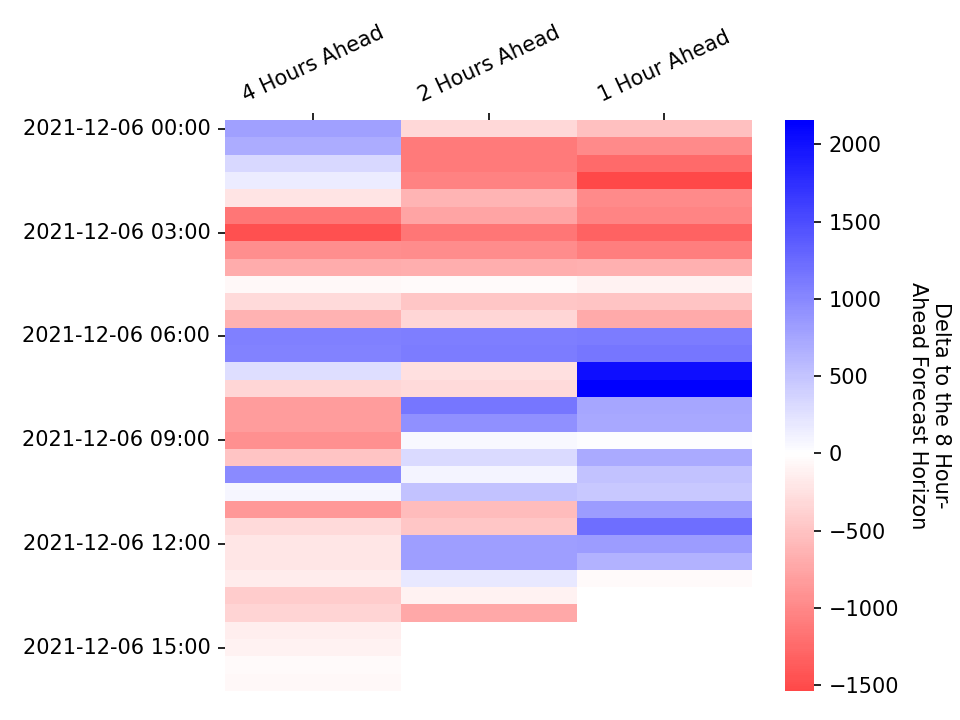 4 Hours Ahead
2 Hours Ahead
1 Hour Ahead
2021-12-06 00:00
2021-12-06 03:00
2021-12-06 06:00
2021-12-06 09:00
2021-12-06 12:00
2021-12-06 15:00
2000
1500
1000
500
0
−500
−1000
−1500
Delta to the 8 Hour-
Ahead Forecast Horizon